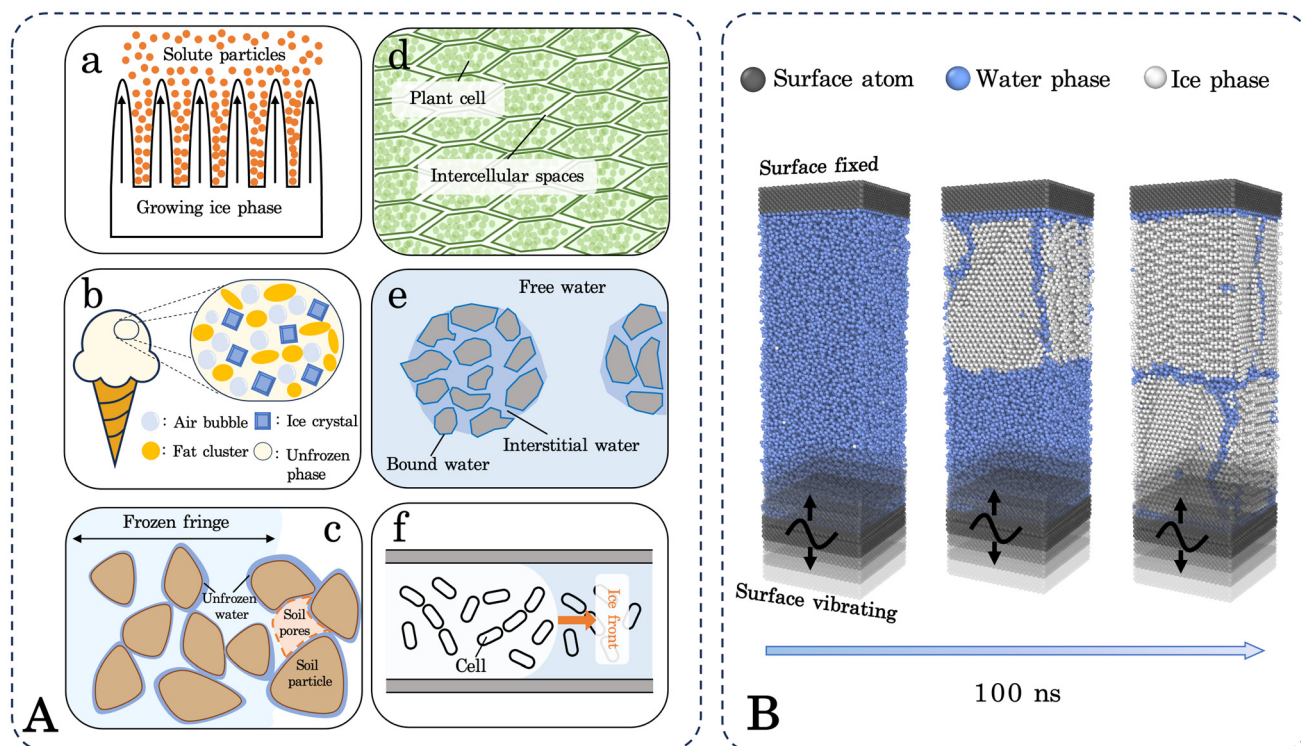 A
a
Solute particles
Growing ice phase
b
: Air bubble
: Ice crystal
: Fat cluster
: Unfrozen
phase
c
Frozen fringe
Unfrozen
water
Soil
pores
Soil
particle
d
Plant cell
Intercellular spaces
e
Free water
Interstitial water
Bound water
f
Ice front
Cell
B
Surface atom
Water phase
Ice phase
Surface fixed
Surface vibrating
100 ns